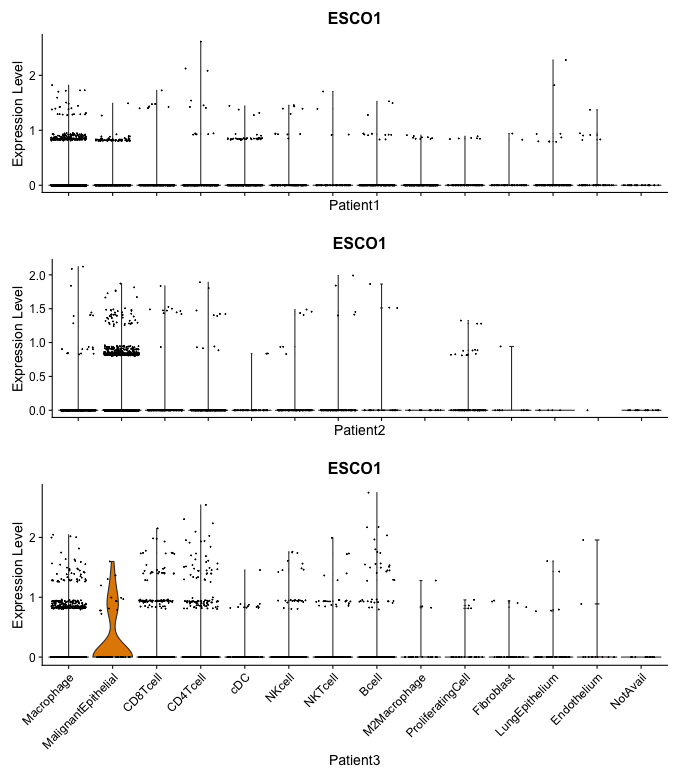 ESCO1
Expression Level
2
1
0
Patient1
ESCO1
Expression Level
2.0
1.5
1.0
0.5
0.0
Patient2
ESCO1
Expression Level
2
1
0
Macrophage
MalignantEpithelial
CD8Tcell
CD4Tcell
cDC
NKcell
NKTcell
Bcell
M2Macrophage
ProliferatingCell
Fibroblast
LungEpithelium
Endothelium
NotAvail
Patient3